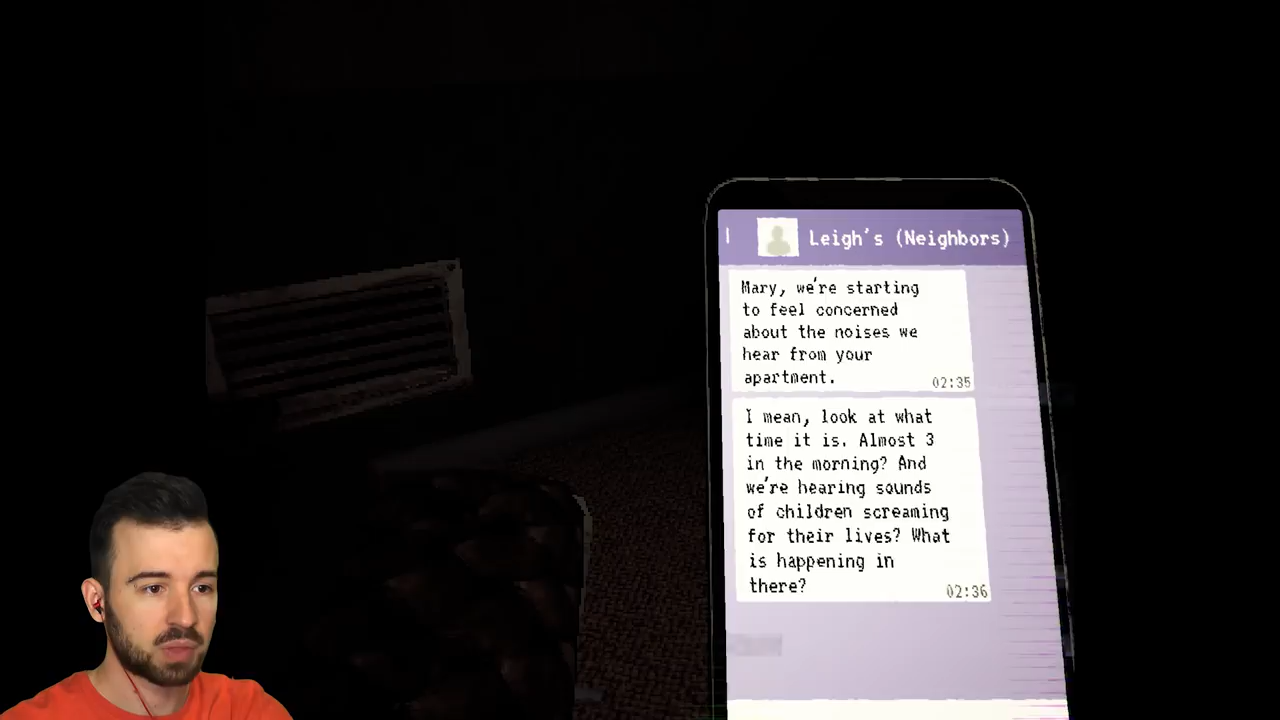 Leigh's (Neighbors)
Mary, we're starting
to feel concerned
about the noises we
hear from your
apartment.
02:35
I mean, look at what
time it is. Almost 3
in the morning? And
we're hearing sounds
of children screaming
for their lives? What
is happening in
there?
02:36